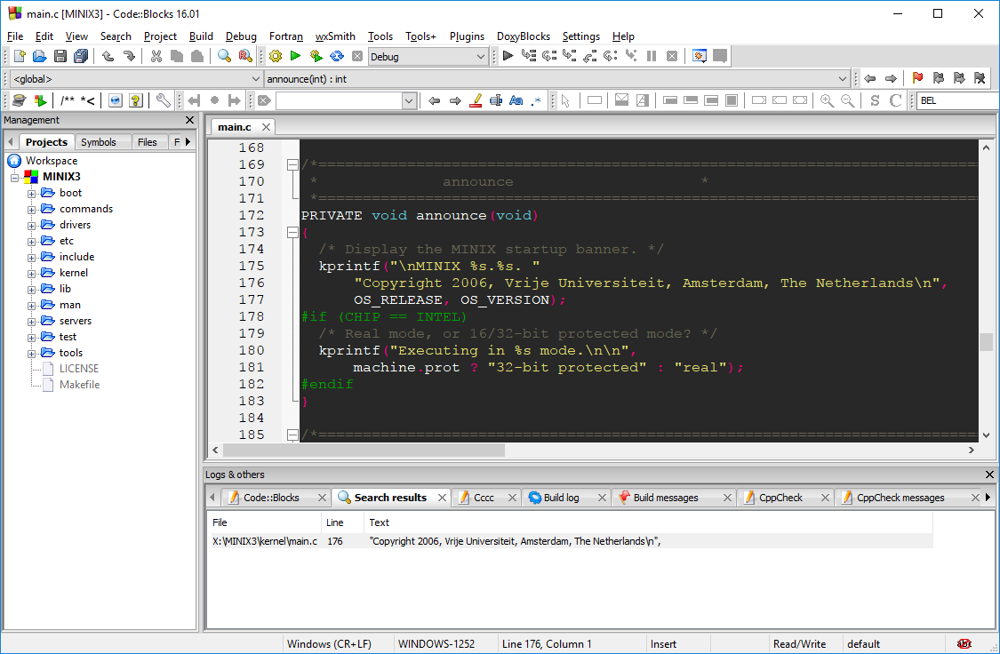 main.c [MINIX3] - Code::Blocks 16.01
File Edit View Search Project Build Debug Fortran wxSmith Tools Tools+ Plugins DoxyBlocks Settings Help
Debug
<global> announce(int) : int
/** *< ? Aa .* S C BEL
Management
Projects Symbols Files F
Workspace
MINIX3
boot
commands
drivers
etc
include
kernel
lib
man
servers
test
tools
LICENSE
Makefile
main.c
168
169 /*==========================================================================
170 * announce *
171 *==========================================================================
172 PRIVATE void announce(void)
173 {
174 /* Display the MINIX startup banner. */
175 kprintf("\nMINIX %s.%s. "
176 "Copyright 2006, Vrije Universiteit, Amsterdam, The Netherlands\n",
177 OS_RELEASE, OS_VERSION);
178 #if (CHIP == INTEL)
179 /* Real mode, or 16/32-bit protected mode? */
180 kprintf("Executing in %s mode.\n\n",
181 machine.prot ? "32-bit protected" : "real");
182 #endif
183 }
184
185 /*==========================================================================
Logs & others
Code::Blocks Search results Cccc Build log Build messages CppCheck CppCheck messages
File Line Text
X:\MINIX3\kernel\main.c 176 "Copyright 2006, Vrije Universiteit, Amsterdam, The Netherlands\n",
Windows (CR+LF) WINDOWS-1252 Line 176, Column 1 Insert Read/Write default abc